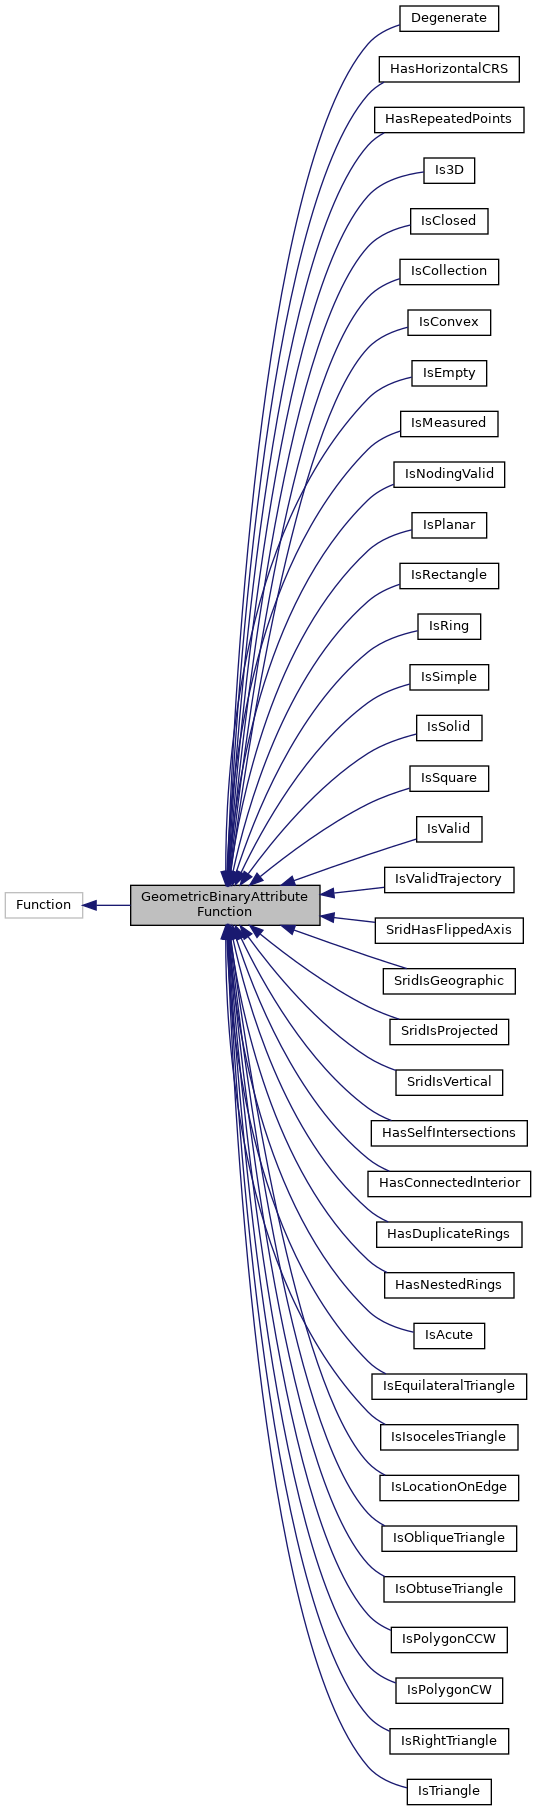 Degenerate
HasHorizontalCRS
HasRepeatedPoints
Is3D
IsClosed
IsCollection
IsConvex
IsEmpty
IsMeasured
IsNodingValid
IsPlanar
IsRectangle
IsRing
IsSimple
IsSolid
IsSquare
IsValid
IsValidTrajectory
Function
GeometricBinaryAttribute
Function
SridHasFlippedAxis
SridIsGeographic
SridIsProjected
SridIsVertical
HasSelfIntersections
HasConnectedInterior
HasDuplicateRings
HasNestedRings
IsAcute
IsEquilateralTriangle
IsIsocelesTriangle
IsLocationOnEdge
IsObliqueTriangle
IsObtuseTriangle
IsPolygonCCW
IsPolygonCW
IsRightTriangle
IsTriangle